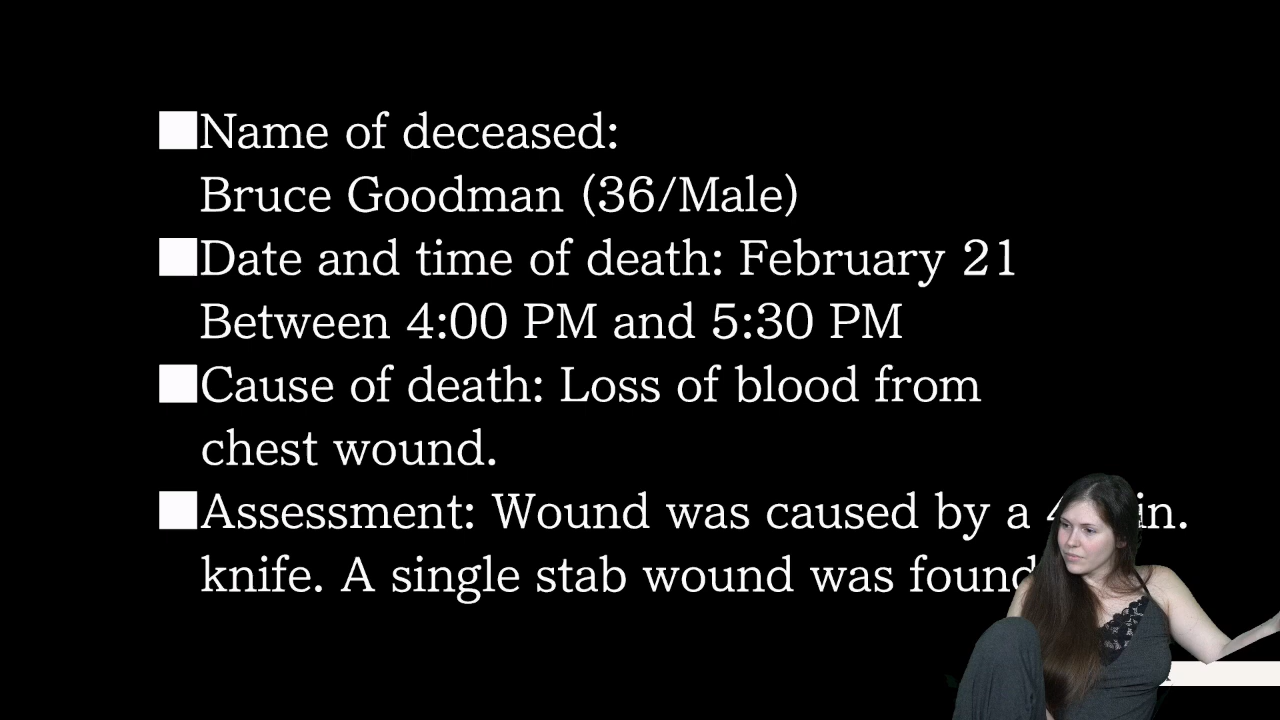 ■Name of deceased:
Bruce Goodman (36/Male)
■Date and time of death: February 21
Between 4:00 PM and 5:30 PM
■Cause of death: Loss of blood from
chest wound.
■Assessment: Wound was caused by a in.
knife. A single stab wound was found